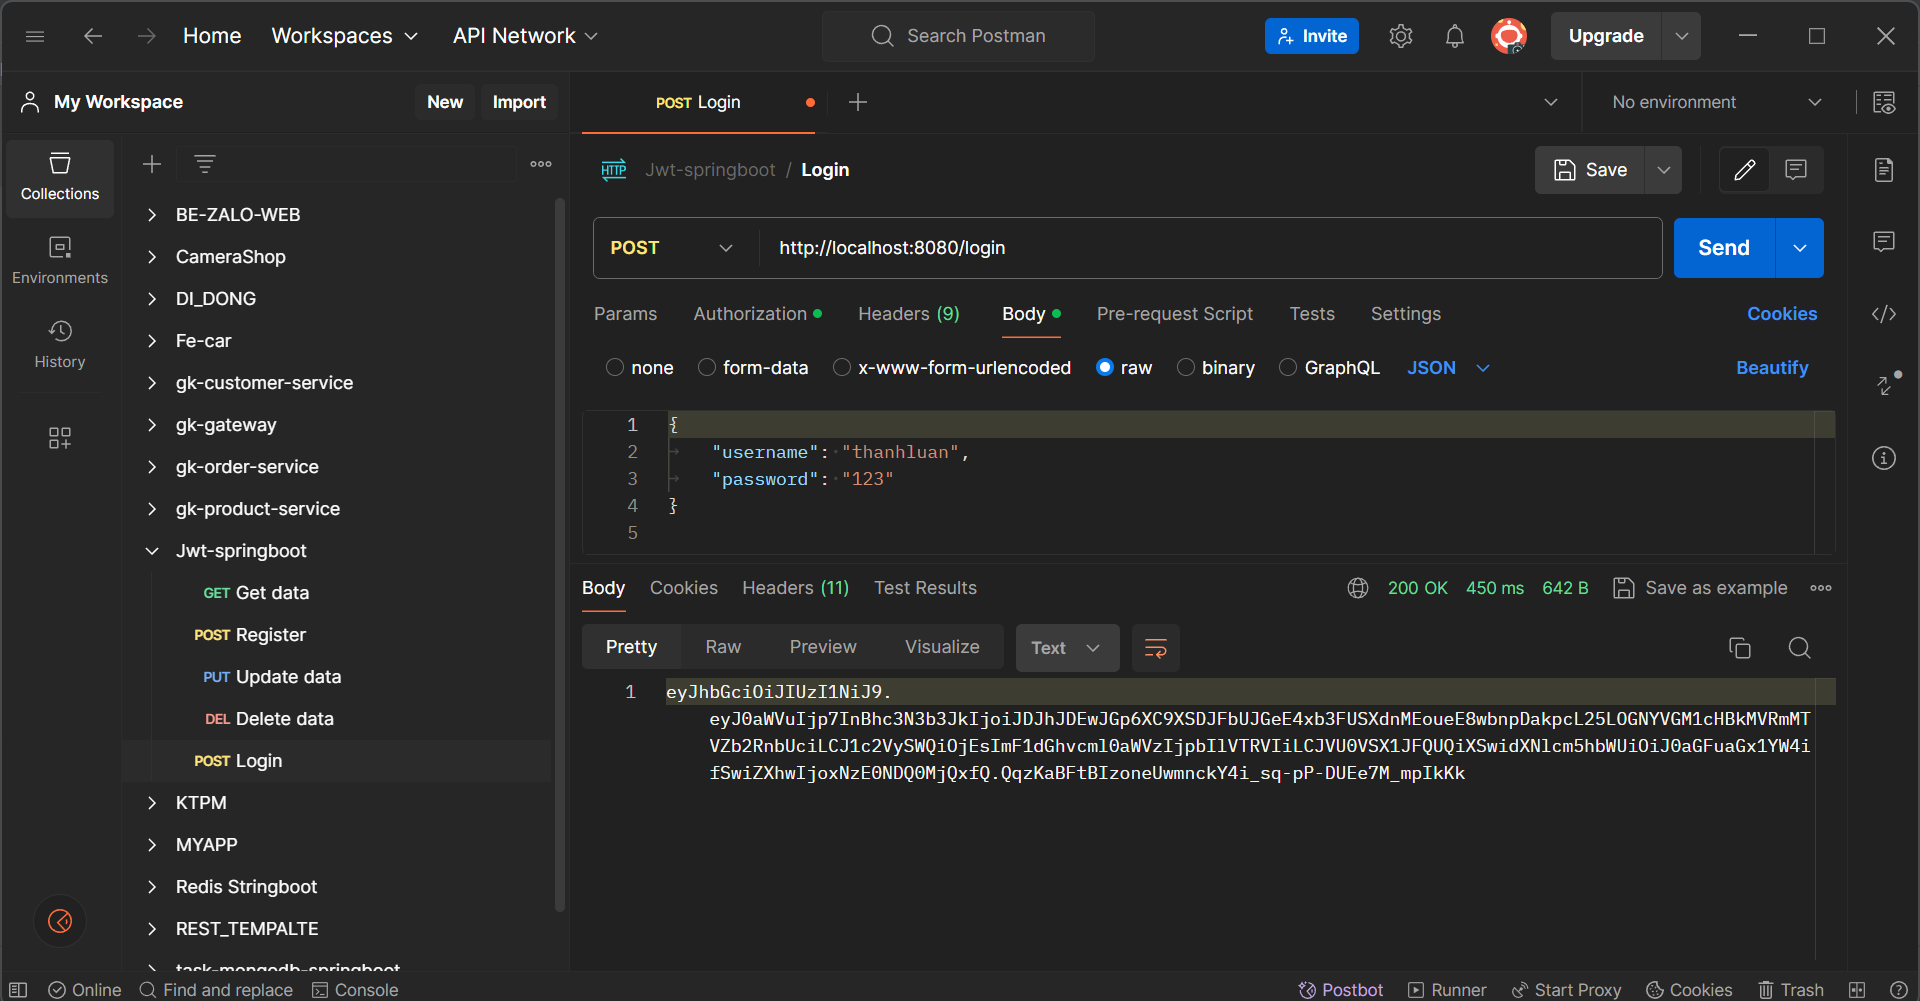 Home Workspaces API Network Search Postman Invite Upgrade
My Workspace New Import
POST Login No environment
Collections
Environments
History
BE-ZALO-WEB
CameraShop
DI_DONG
Fe-car
gk-customer-service
gk-gateway
gk-order-service
gk-product-service
Jwt-springboot
GET Get data
POST Register
PUT Update data
DEL Delete data
POST Login
KTPM
MYAPP
Redis Stringboot
REST_TEMPALTE
task-mongodb-springboot
HTTP Jwt-springboot / Login Save
POST http://localhost:8080/login Send
Params Authorization Headers (9) Body Pre-request Script Tests Settings Cookies
none form-data x-www-form-urlencoded raw binary GraphQL JSON Beautify
1 {
2 "username": "thanhluan",
3 "password": "123"
4 }
5
Body Cookies Headers (11) Test Results 200 OK 450 ms 642 B Save as example
Pretty Raw Preview Visualize Text
1 eyJhbGciOiJIUzI1NiJ9.
eyJ0aWVuIjp7InBhc3N3b3JkIjoiJDJhJDEwJGp6XC9XSDJFbUJGeE4xb3FUSXdnMEoueE8wbnpDakpcL25LOGNYVGM1cHBkMVRmMT
VZb2RnbUciLCJ1c2VySWQiOjEsImF1dGhvcml0aWVzIjpbIlVTRVIiLCJVU0VSX1JFQUQiXSwidXNlcm5hbWUiOiJ0aGFuaGx1YW4i
fSwiZXhwIjoxNzE0NDQ0MjQxfQ.QqzKaBFtBIzoneUwmnckY4i_sq-pP-DUEe7M_mpIkKk
Online Find and replace Console Postbot Runner Start Proxy Cookies Trash